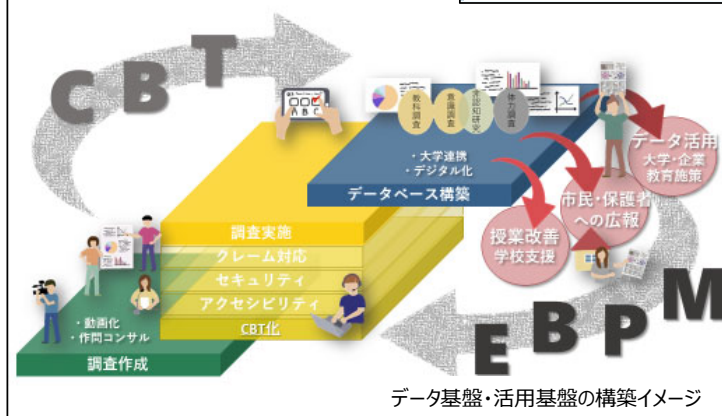 CBT
ABC
教科調査
意識調査
非認知研究
体力調査
・大学連携
・デジタル化
データベース構築
データ活用
大学・企業
教育施策
市民・保護者
への広報
授業改善
学校支援
調査実施
クレーム対応
セキュリティ
アクセシビリティ
CBT化
・動画化
・作問コンサル
調査作成
EBPM
データ基盤・活用基盤の構築イメージ